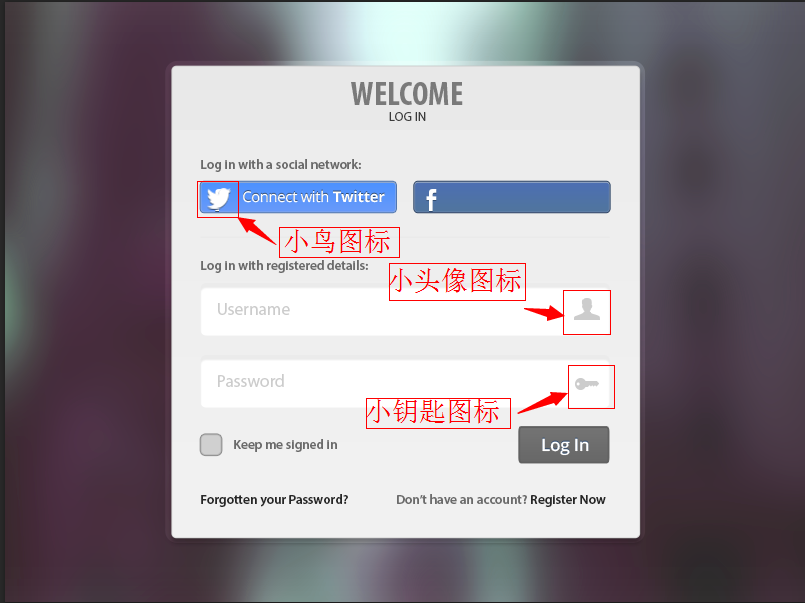 WELCOME
LOG IN
Log in with a social network:
Connect with Twitter
f
小鸟图标
Log in with registered details:
小头像图标
Username
Password
小钥匙图标
Keep me signed in
Log In
Forgotten your Password?
Don't have an account? Register Now